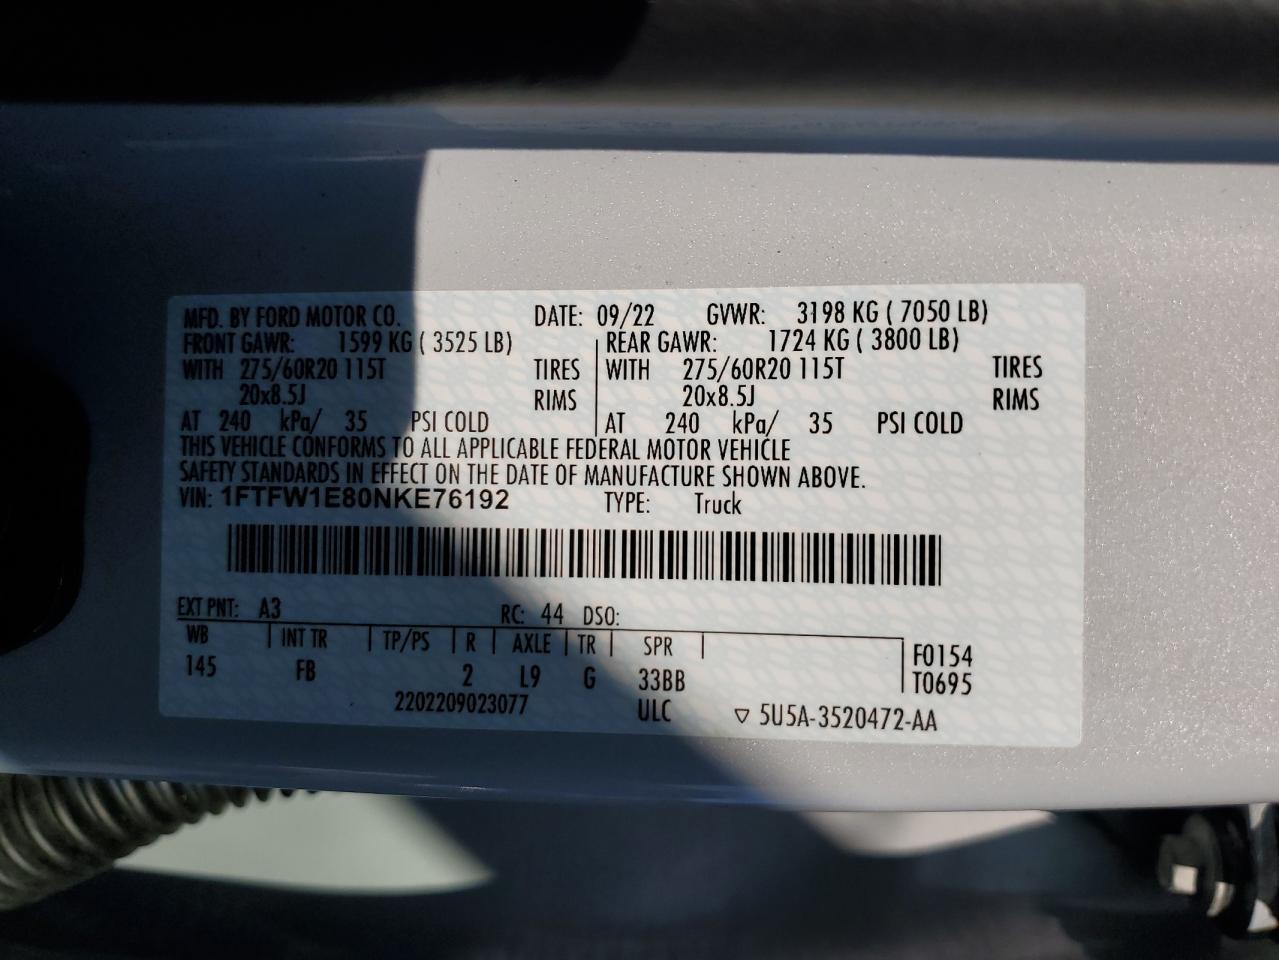 MFD. BY FORD MOTOR CO. DATE: 09/22 GVWR: 3198 KG ( 7050 LB)
FRONT GAWR: 1599 KG ( 3525 LB) REAR GAWR: 1724 KG ( 3800 LB)
WITH 275/60R20 115T TIRES WITH 275/60R20 115T TIRES
20x8.5J RIMS 20x8.5J RIMS
AT 240 kPa/ 35 PSI COLD AT 240 kPa/ 35 PSI COLD
THIS VEHICLE CONFORMS TO ALL APPLICABLE FEDERAL MOTOR VEHICLE
SAFETY STANDARDS IN EFFECT ON THE DATE OF MANUFACTURE SHOWN ABOVE.
VIN: 1FTFW1E80NKE76192 TYPE: Truck
EXT PNT: A3 RC: 44 DSO:
WB INT TR TP/PS R AXLE TR SPR F0154
145 FB 2 L9 G 33BB T0695
2202209023077 ULC ▽ 5U5A-3520472-AA